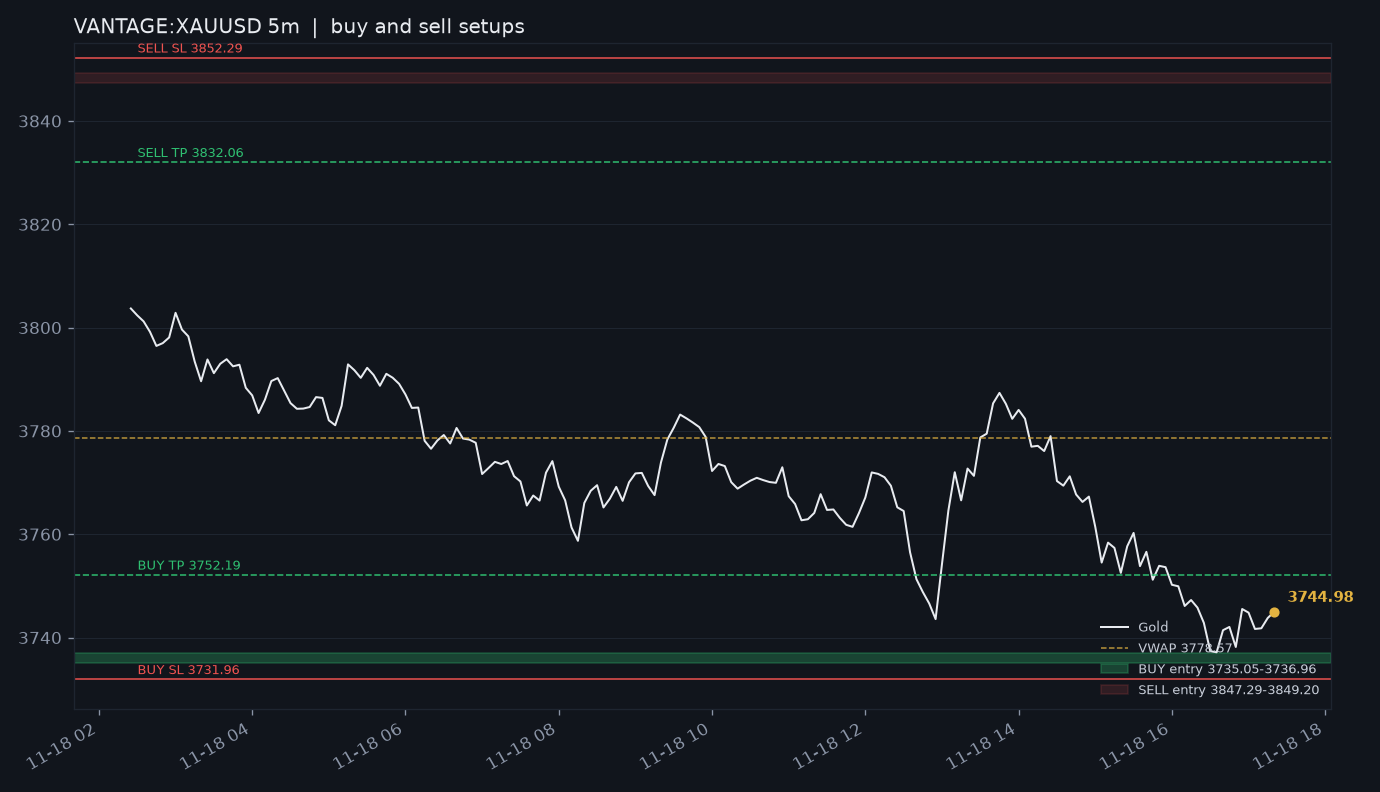 VANTAGE:XAUUSD 5m | buy and sell setups
SELL SL 3852.29
3840
SELL TP 3832.06
3820
3800
3780
3760
BUY TP 3752.19
3744.98
3740
Gold
VWAP 3778.67
BUY entry 3735.05-3736.96
BUY SL 3731.96
SELL entry 3847.29-3849.20
11-18 02
11-18 04
11-18 06
11-18 08
11-18 10
11-18 12
11-18 14
11-18 16
11-18 18